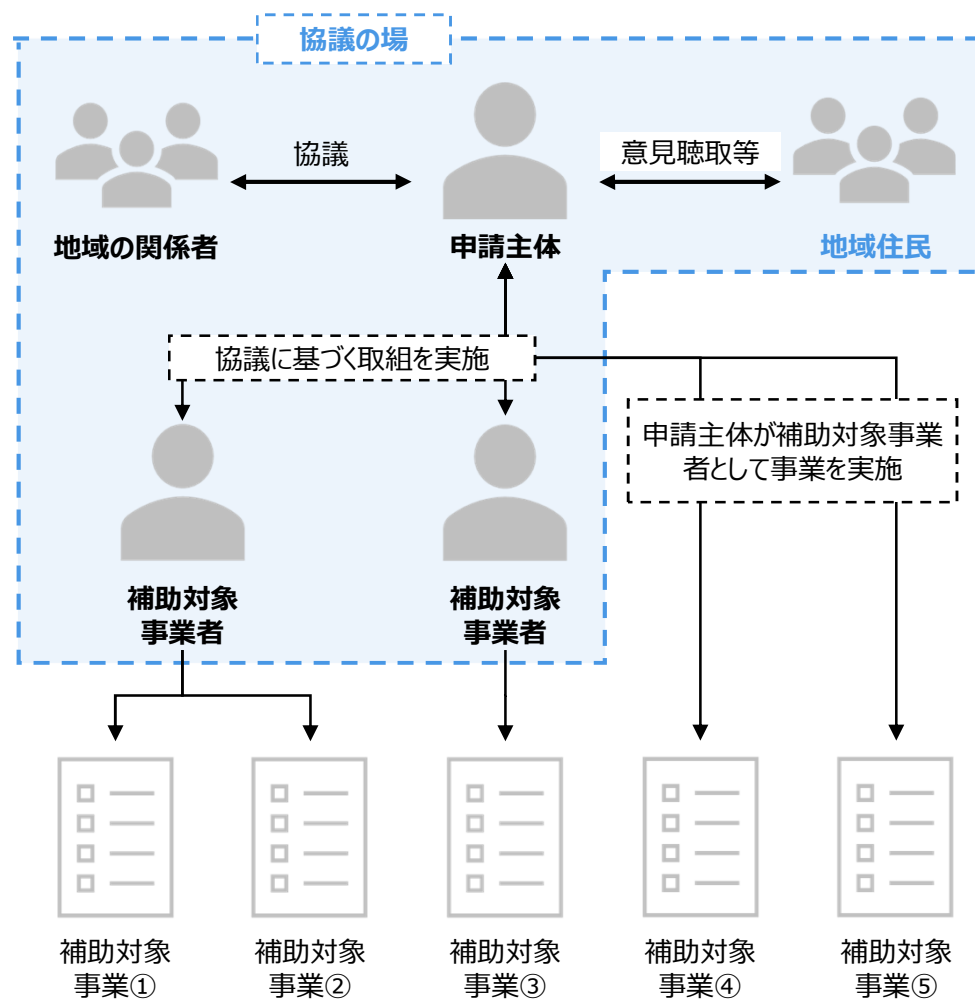 協議の場
協議
意見聴取等
地域の関係者
申請主体
地域住民
協議に基づく取組を実施
申請主体が補助対象事業
者として事業を実施
補助対象
事業者
補助対象
事業者
補助対象
事業①
補助対象
事業②
補助対象
事業③
補助対象
事業④
補助対象
事業⑤